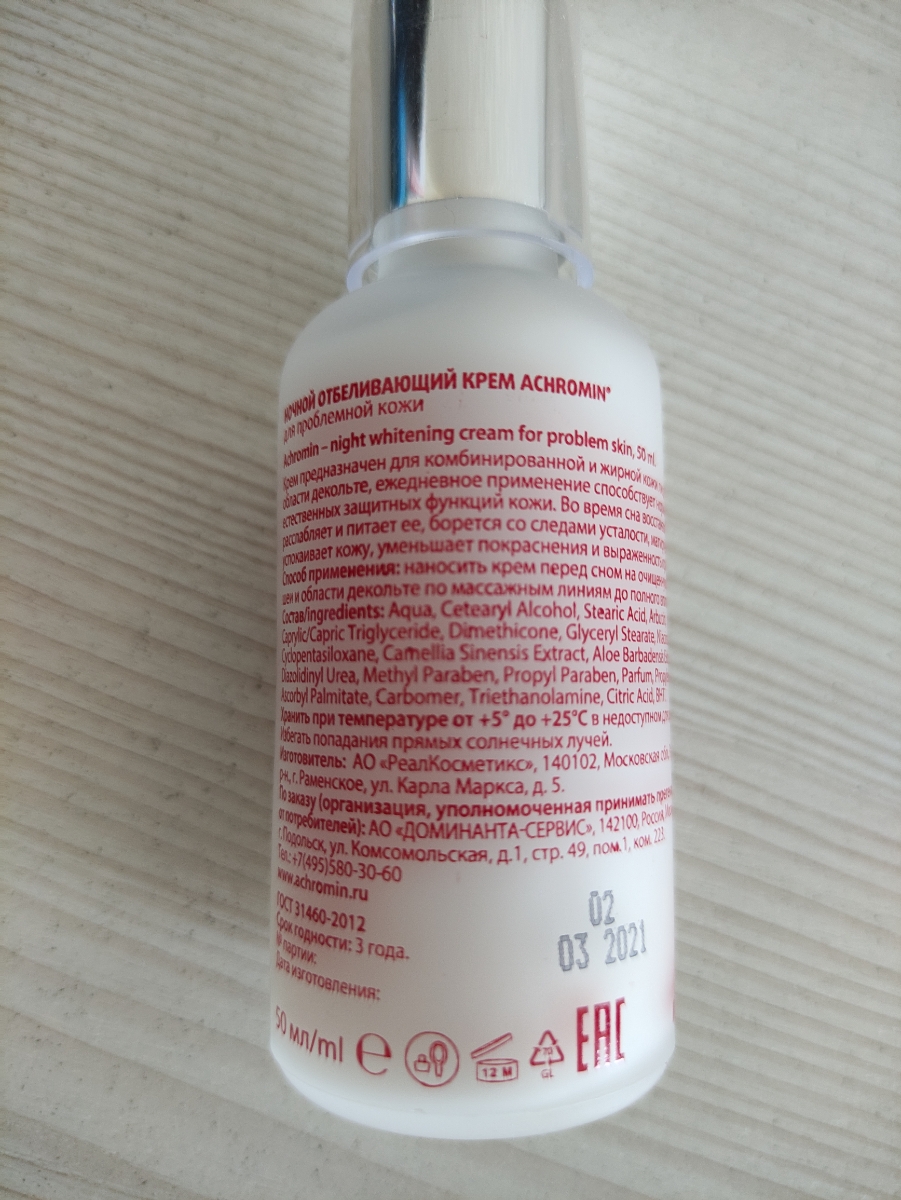 НОЧНОЙ ОТБЕЛИВАЮЩИЙ КРЕМ ACHROMIN®
для проблемной кожи
Achromin – night whitening cream for problem skin, 50 ml.
Крем предназначен для комбинированной и жирной кожи
области декольте, ежедневное применение способствует
естественных защитных функций кожи. Во время сна
расслабляет и питает ее, борется со следами усталости,
успокаивает кожу, уменьшает покраснения и
Способ применения: наносить крем перед сном на
шеи и области декольте по массажным линиям до полного
Состав/ingredients: Aqua, Cetearyl Alcohol, Stearic Acid,
Caprylic/Capric Triglyceride, Dimethicone, Glyceryl Stearate,
Cyclopentasiloxane, Camellia Sinensis Extract, Aloe Barbadensis
Diazolidinyl Urea, Methyl Paraben, Propyl Paraben, Parfum,
Ascorbyl Palmitate, Carbomer, Triethanolamine, Citric Acid, BHT.
Хранить при температуре от +5° до +25°C в недоступном
Избегать попадания прямых солнечных лучей.
Изготовитель: АО «РеалКосметикс», 140102, Московская
р-н, г. Раменское, ул. Карла Маркса, д. 5.
По заказу (организация, уполномоченная принимать
от потребителей): АО «ДОМИНАНТА-СЕРВИС», 142100, Россия,
г. Подольск, ул. Комсомольская, д.1, стр. 49, пом.1, ком. 223.
Тел.: +7(495)580-30-60
www.achromin.ru
ГОСТ 31460-2012
Срок годности: 3 года.
№ партии:
Дата изготовления:
02
03 2021
50 мл/ml e 12 M 70 GL EAC